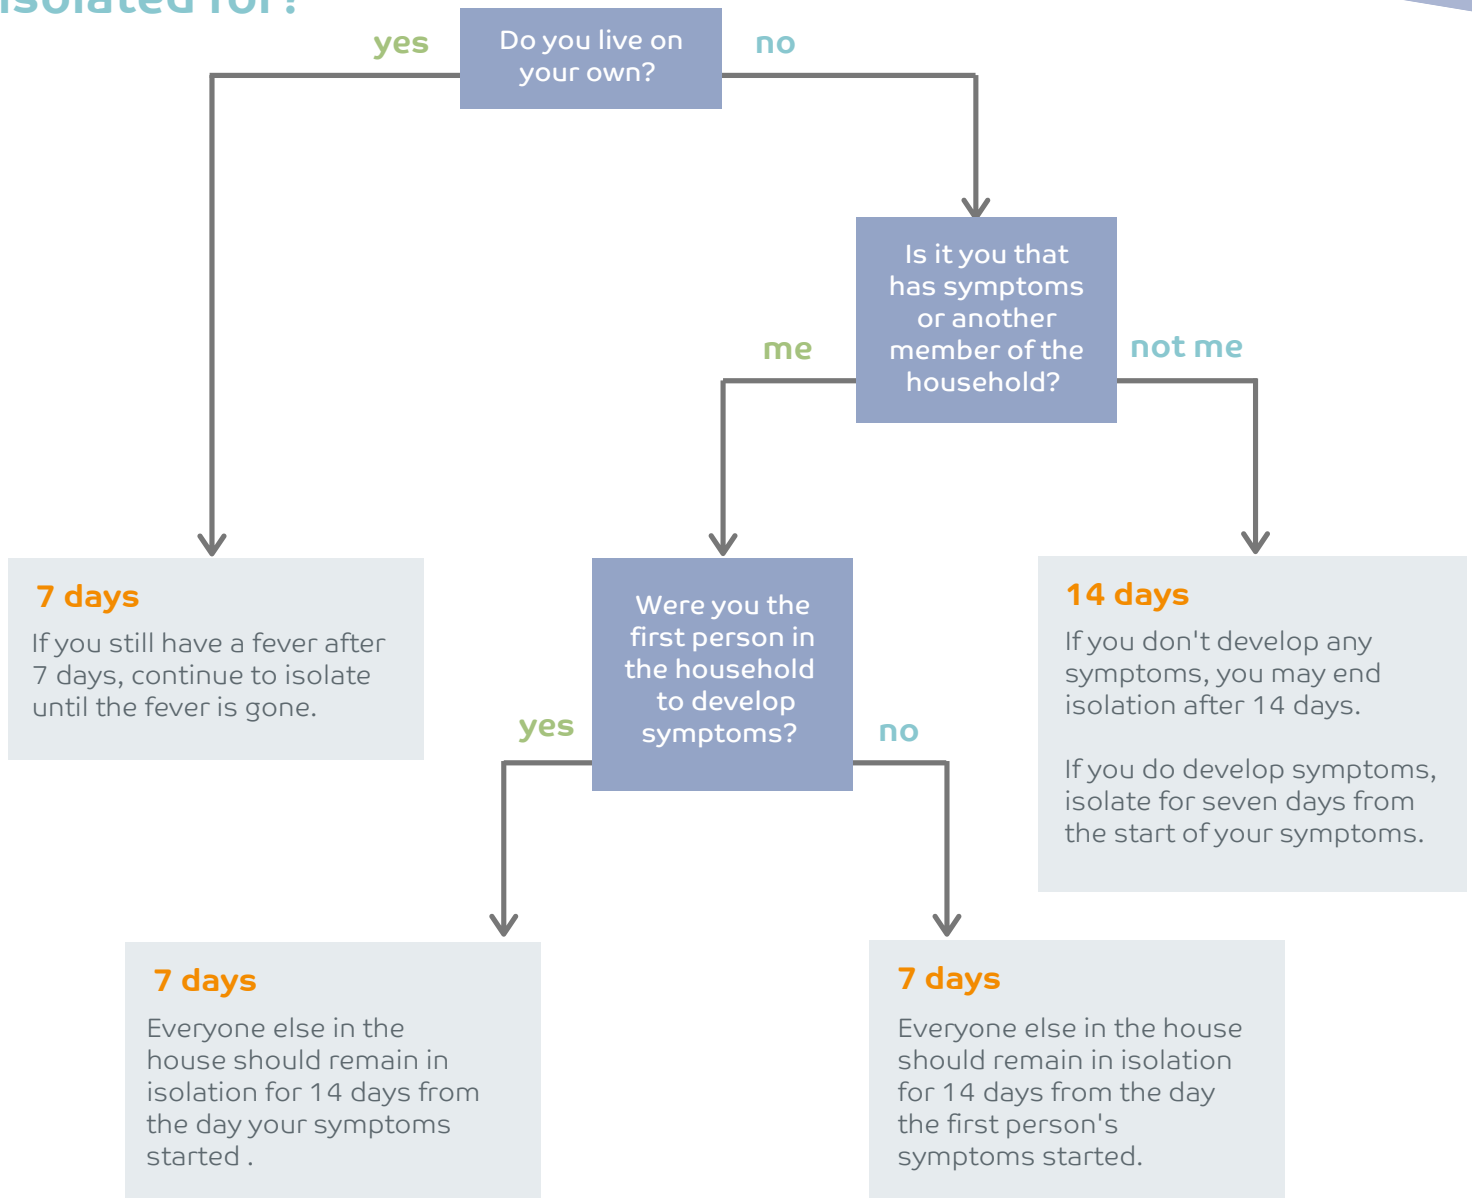 isolated for?
yes
Do you live on
your own?
no
Is it you that
has symptoms
or another
member of the
household?
me
not me
7 days
If you still have a fever after
7 days, continue to isolate
until the fever is gone.
Were you the
first person in
the household
to develop
symptoms?
yes
no
14 days
If you don't develop any
symptoms, you may end
isolation after 14 days.
If you do develop symptoms,
isolate for seven days from
the start of your symptoms.
7 days
Everyone else in the
house should remain in
isolation for 14 days from
the day your symptoms
started .
7 days
Everyone else in the house
should remain in isolation
for 14 days from the day
the first person's
symptoms started.